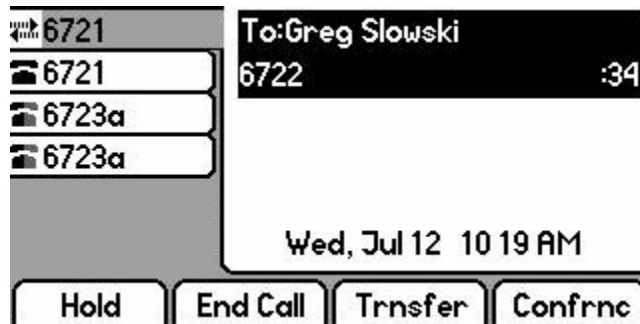 6721
6721
6723a
6723a
To:Greg Slowski
6722 :34
Wed, Jul 12 10 19 AM
Hold End Call Trnsfer Confrnc